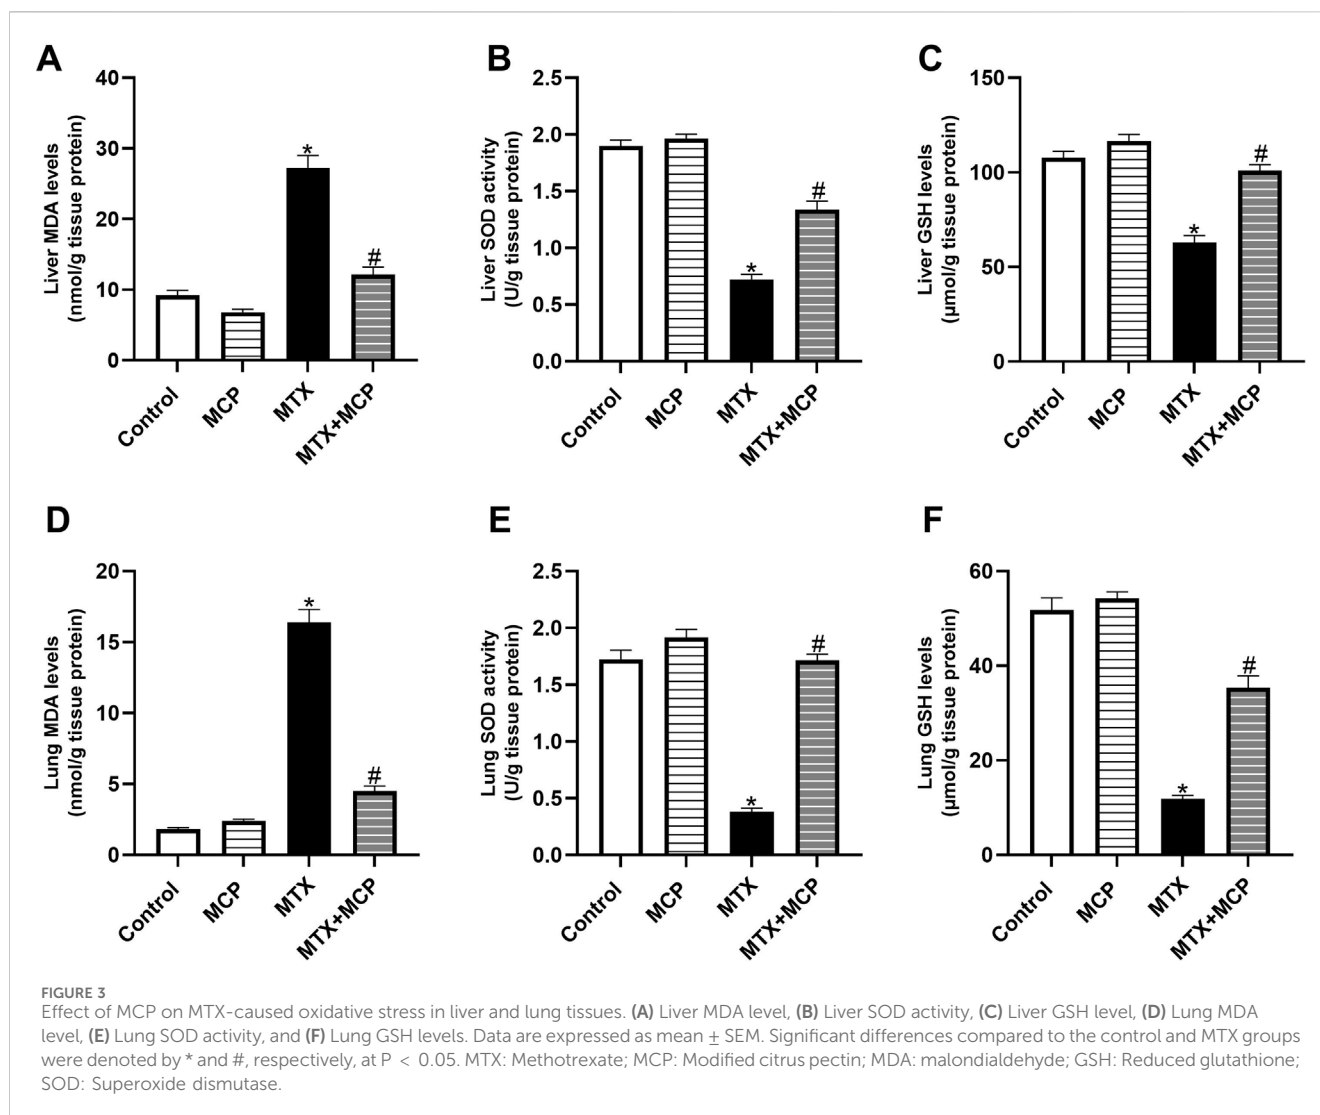 A
Liver MDA levels
(nmol/g tissue protein)
40
30
20
10
0
*
#
Control
MCP
MTX
MTX+MCP
B
Liver SOD activity
(U/g tissue protein)
2.5
2.0
1.5
1.0
0.5
0.0
*
#
Control
MCP
MTX
MTX+MCP
C
Liver GSH levels
(µmol/g tissue protein)
150
100
50
0
*
#
Control
MCP
MTX
MTX+MCP
D
Lung MDA levels
(nmol/g tissue protein)
20
15
10
5
0
*
#
Control
MCP
MTX
MTX+MCP
E
Lung SOD activity
(U/g tissue protein)
2.5
2.0
1.5
1.0
0.5
0.0
*
#
Control
MCP
MTX
MTX+MCP
F
Lung GSH levels
(µmol/g tissue protein)
60
40
20
0
*
#
Control
MCP
MTX
MTX+MCP
FIGURE 3
Effect of MCP on MTX-caused oxidative stress in liver and lung tissues. (A) Liver MDA level, (B) Liver SOD activity, (C) Liver GSH level, (D) Lung MDA
level, (E) Lung SOD activity, and (F) Lung GSH levels. Data are expressed as mean ± SEM. Significant differences compared to the control and MTX groups
were denoted by * and #, respectively, at P < 0.05. MTX: Methotrexate; MCP: Modified citrus pectin; MDA: malondialdehyde; GSH: Reduced glutathione;
SOD: Superoxide dismutase.